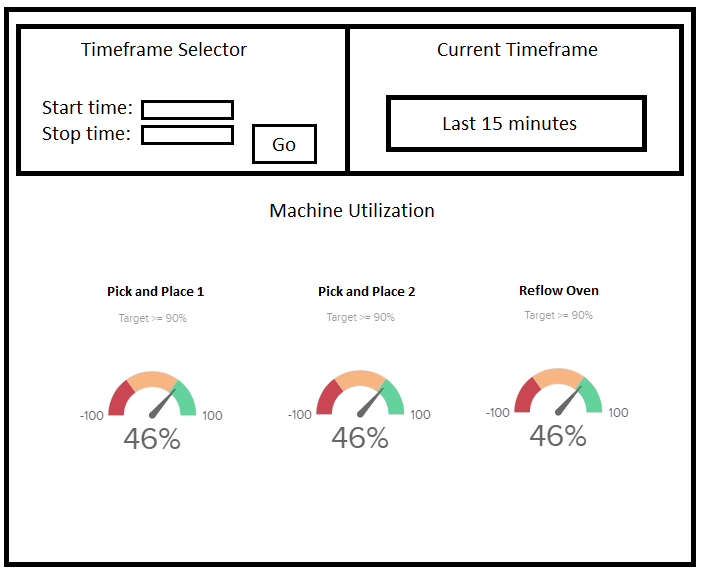 Timeframe Selector
Current Timeframe
Start time:
Stop time:
Go
Last 15 minutes
Machine Utilization
Pick and Place 1
Pick and Place 2
Reflow Oven
Target >= 90%
Target >= 90%
Target >= 90%
-100
100
-100
100
-100
100
46%
46%
46%